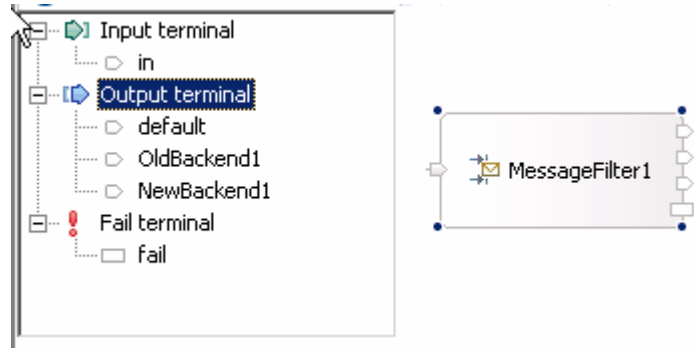 Input terminal
in
Output terminal
default
OldBackend1
NewBackend1
Fail terminal
fail
MessageFilter1